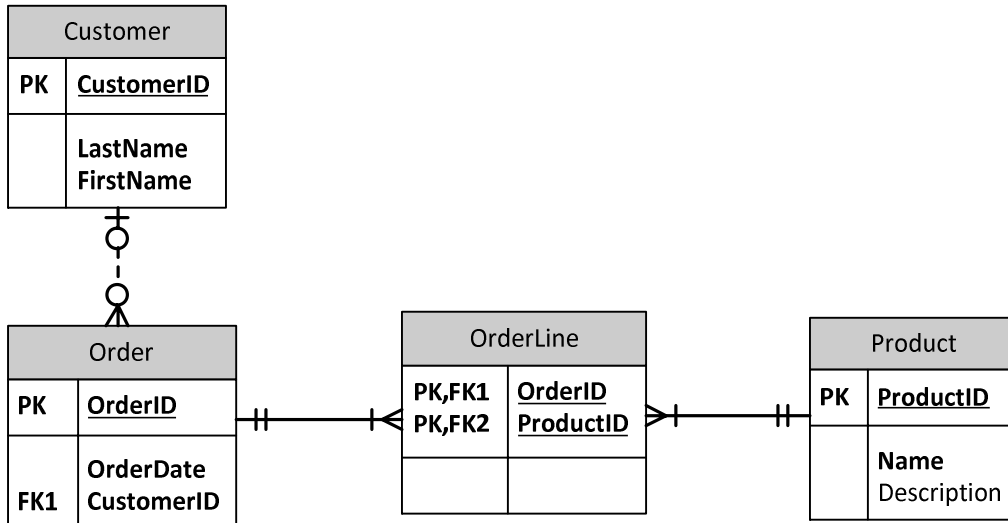 Customer
PK CustomerID
LastName
FirstName
Order
PK OrderID
OrderDate
FK1 CustomerID
OrderLine
PK,FK1 OrderID
PK,FK2 ProductID
Product
PK ProductID
Name
Description